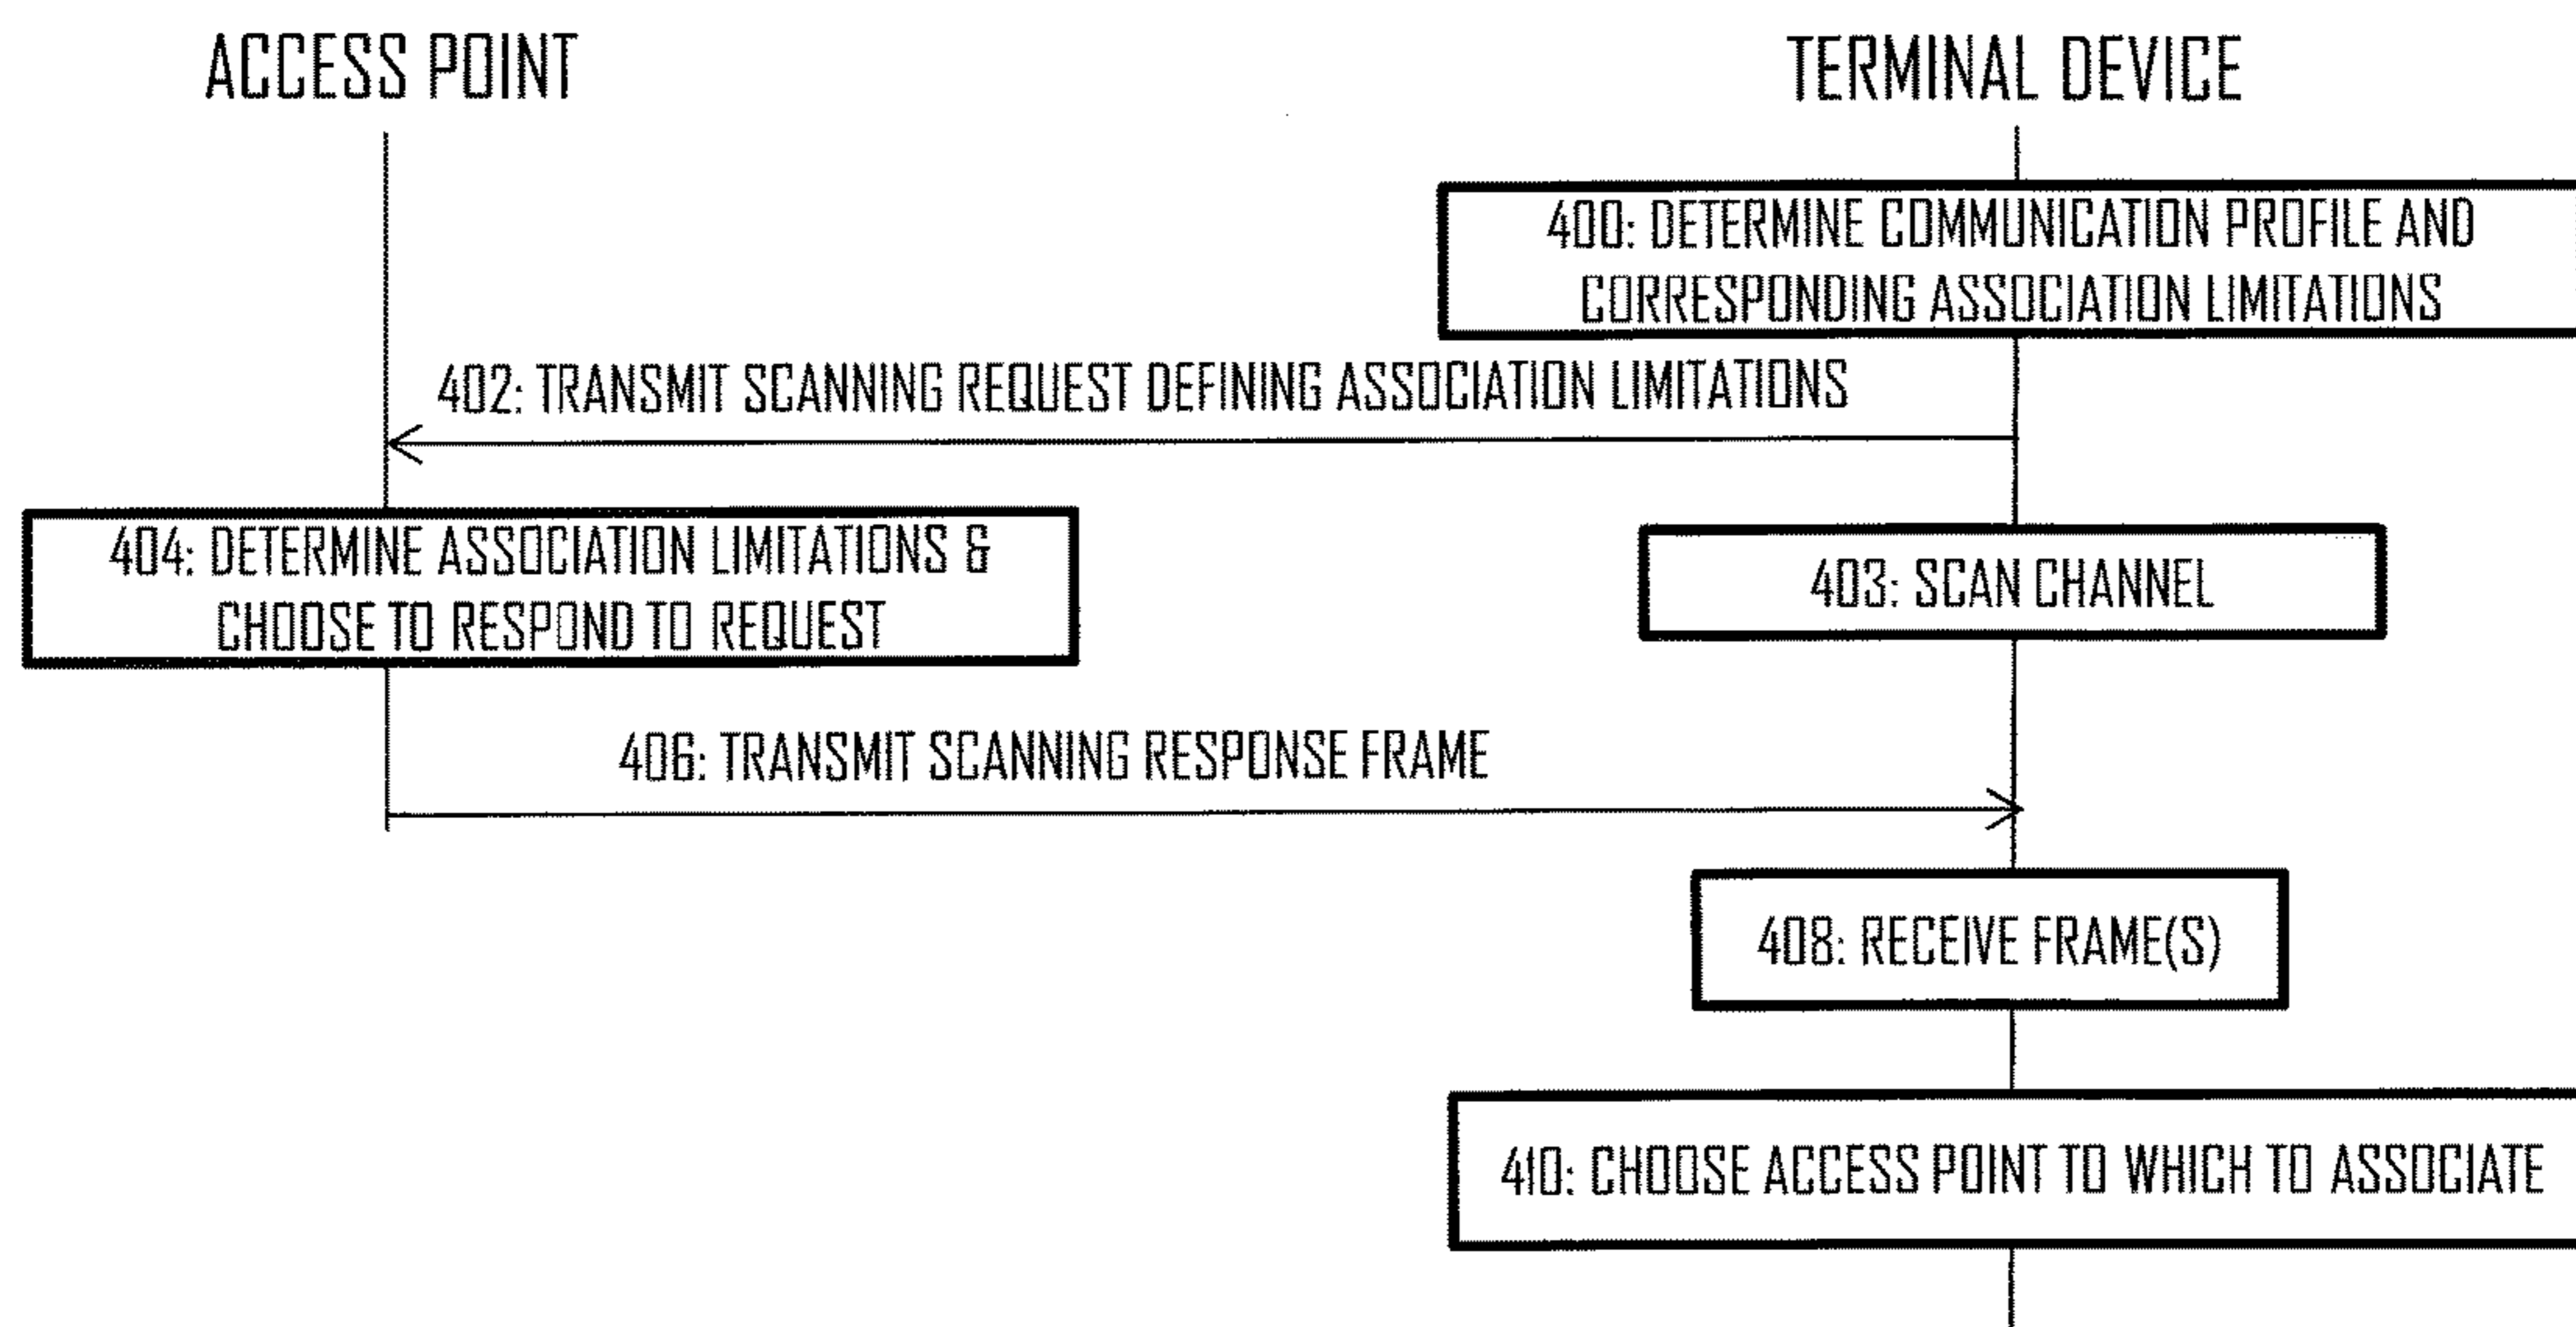 ACCESS POINT
TERMINAL DEVICE
400: DETERMINE COMMUNICATION PROFILE AND
CORRESPONDING ASSOCIATION LIMITATIONS
402: TRANSMIT SCANNING REQUEST DEFINING ASSOCIATION LIMITATIONS
404: DETERMINE ASSOCIATION LIMITATIONS &
CHOOSE TO RESPOND TO REQUEST
403: SCAN CHANNEL
406: TRANSMIT SCANNING RESPONSE FRAME
408: RECEIVE FRAME(S)
410: CHOOSE ACCESS POINT TO WHICH TO ASSOCIATE